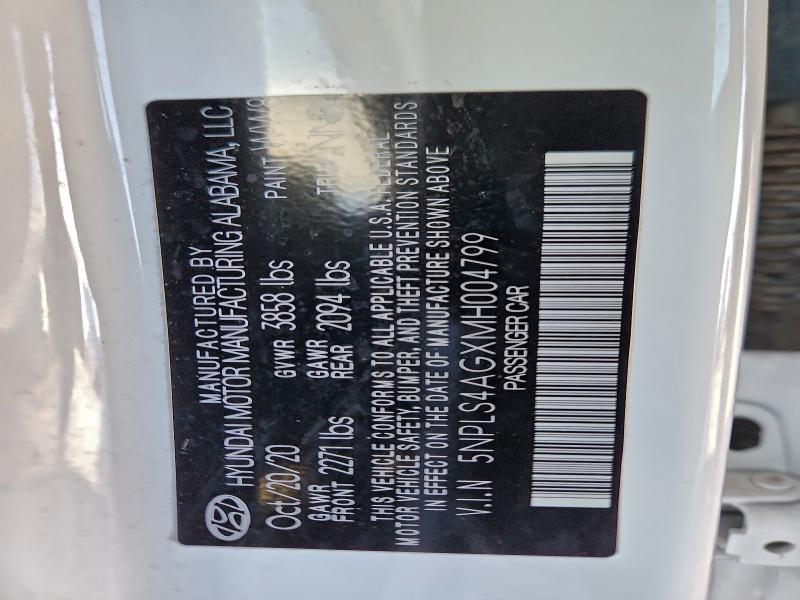 MANUFACTURED BY
HYUNDAI MOTOR MANUFACTURING ALABAMA, LLC
Oct/20/20 GVWR 3858 lbs PAINT
GAWR FRONT 2271 lbs GAWR REAR 2094 lbs
THIS VEHICLE CONFORMS TO ALL APPLICABLE U.S.A. FEDERAL
MOTOR VEHICLE SAFETY, BUMPER, AND THEFT PREVENTION STANDARDS
IN EFFECT ON THE DATE OF MANUFACTURE SHOWN ABOVE
V.I.N 5NPLS4AGXMH004799
PASSENGER CAR